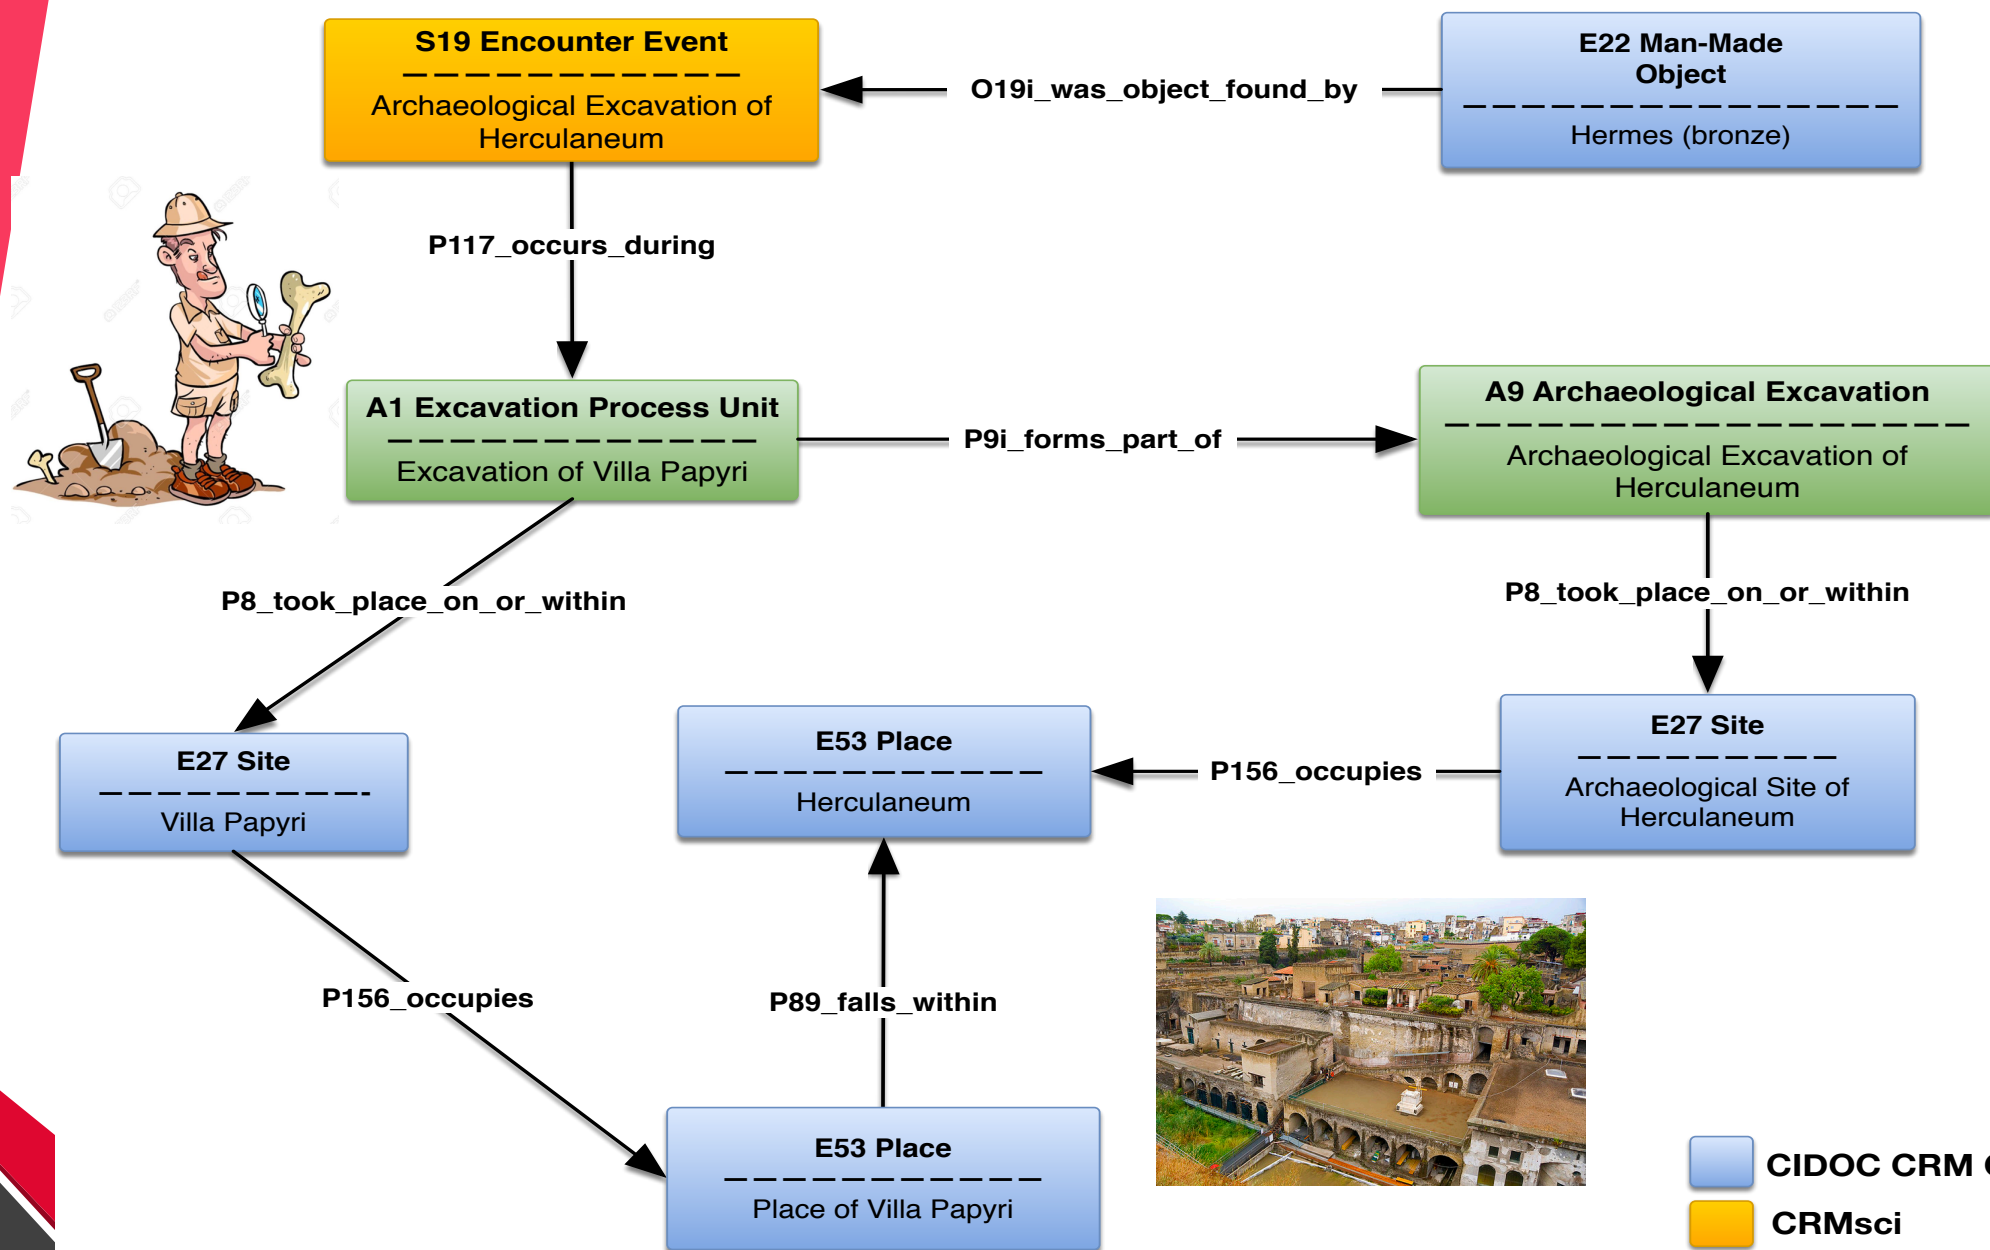 S19 Encounter Event
Archaeological Excavation of
Herculaneum
O19i_was_object_found_by
E22 Man-Made
Object
Hermes (bronze)
P117_occurs_during
A1 Excavation Process Unit
Excavation of Villa Papyri
P9i_forms_part_of
A9 Archaeological Excavation
Archaeological Excavation of
Herculaneum
P8_took_place_on_or_within
P8_took_place_on_or_within
E27 Site
Villa Papyri
E53 Place
Herculaneum
P156_occupies
E27 Site
Archaeological Site of
Herculaneum
P156_occupies
P89_falls_within
E53 Place
Place of Villa Papyri
CIDOC CRM
CRMsci